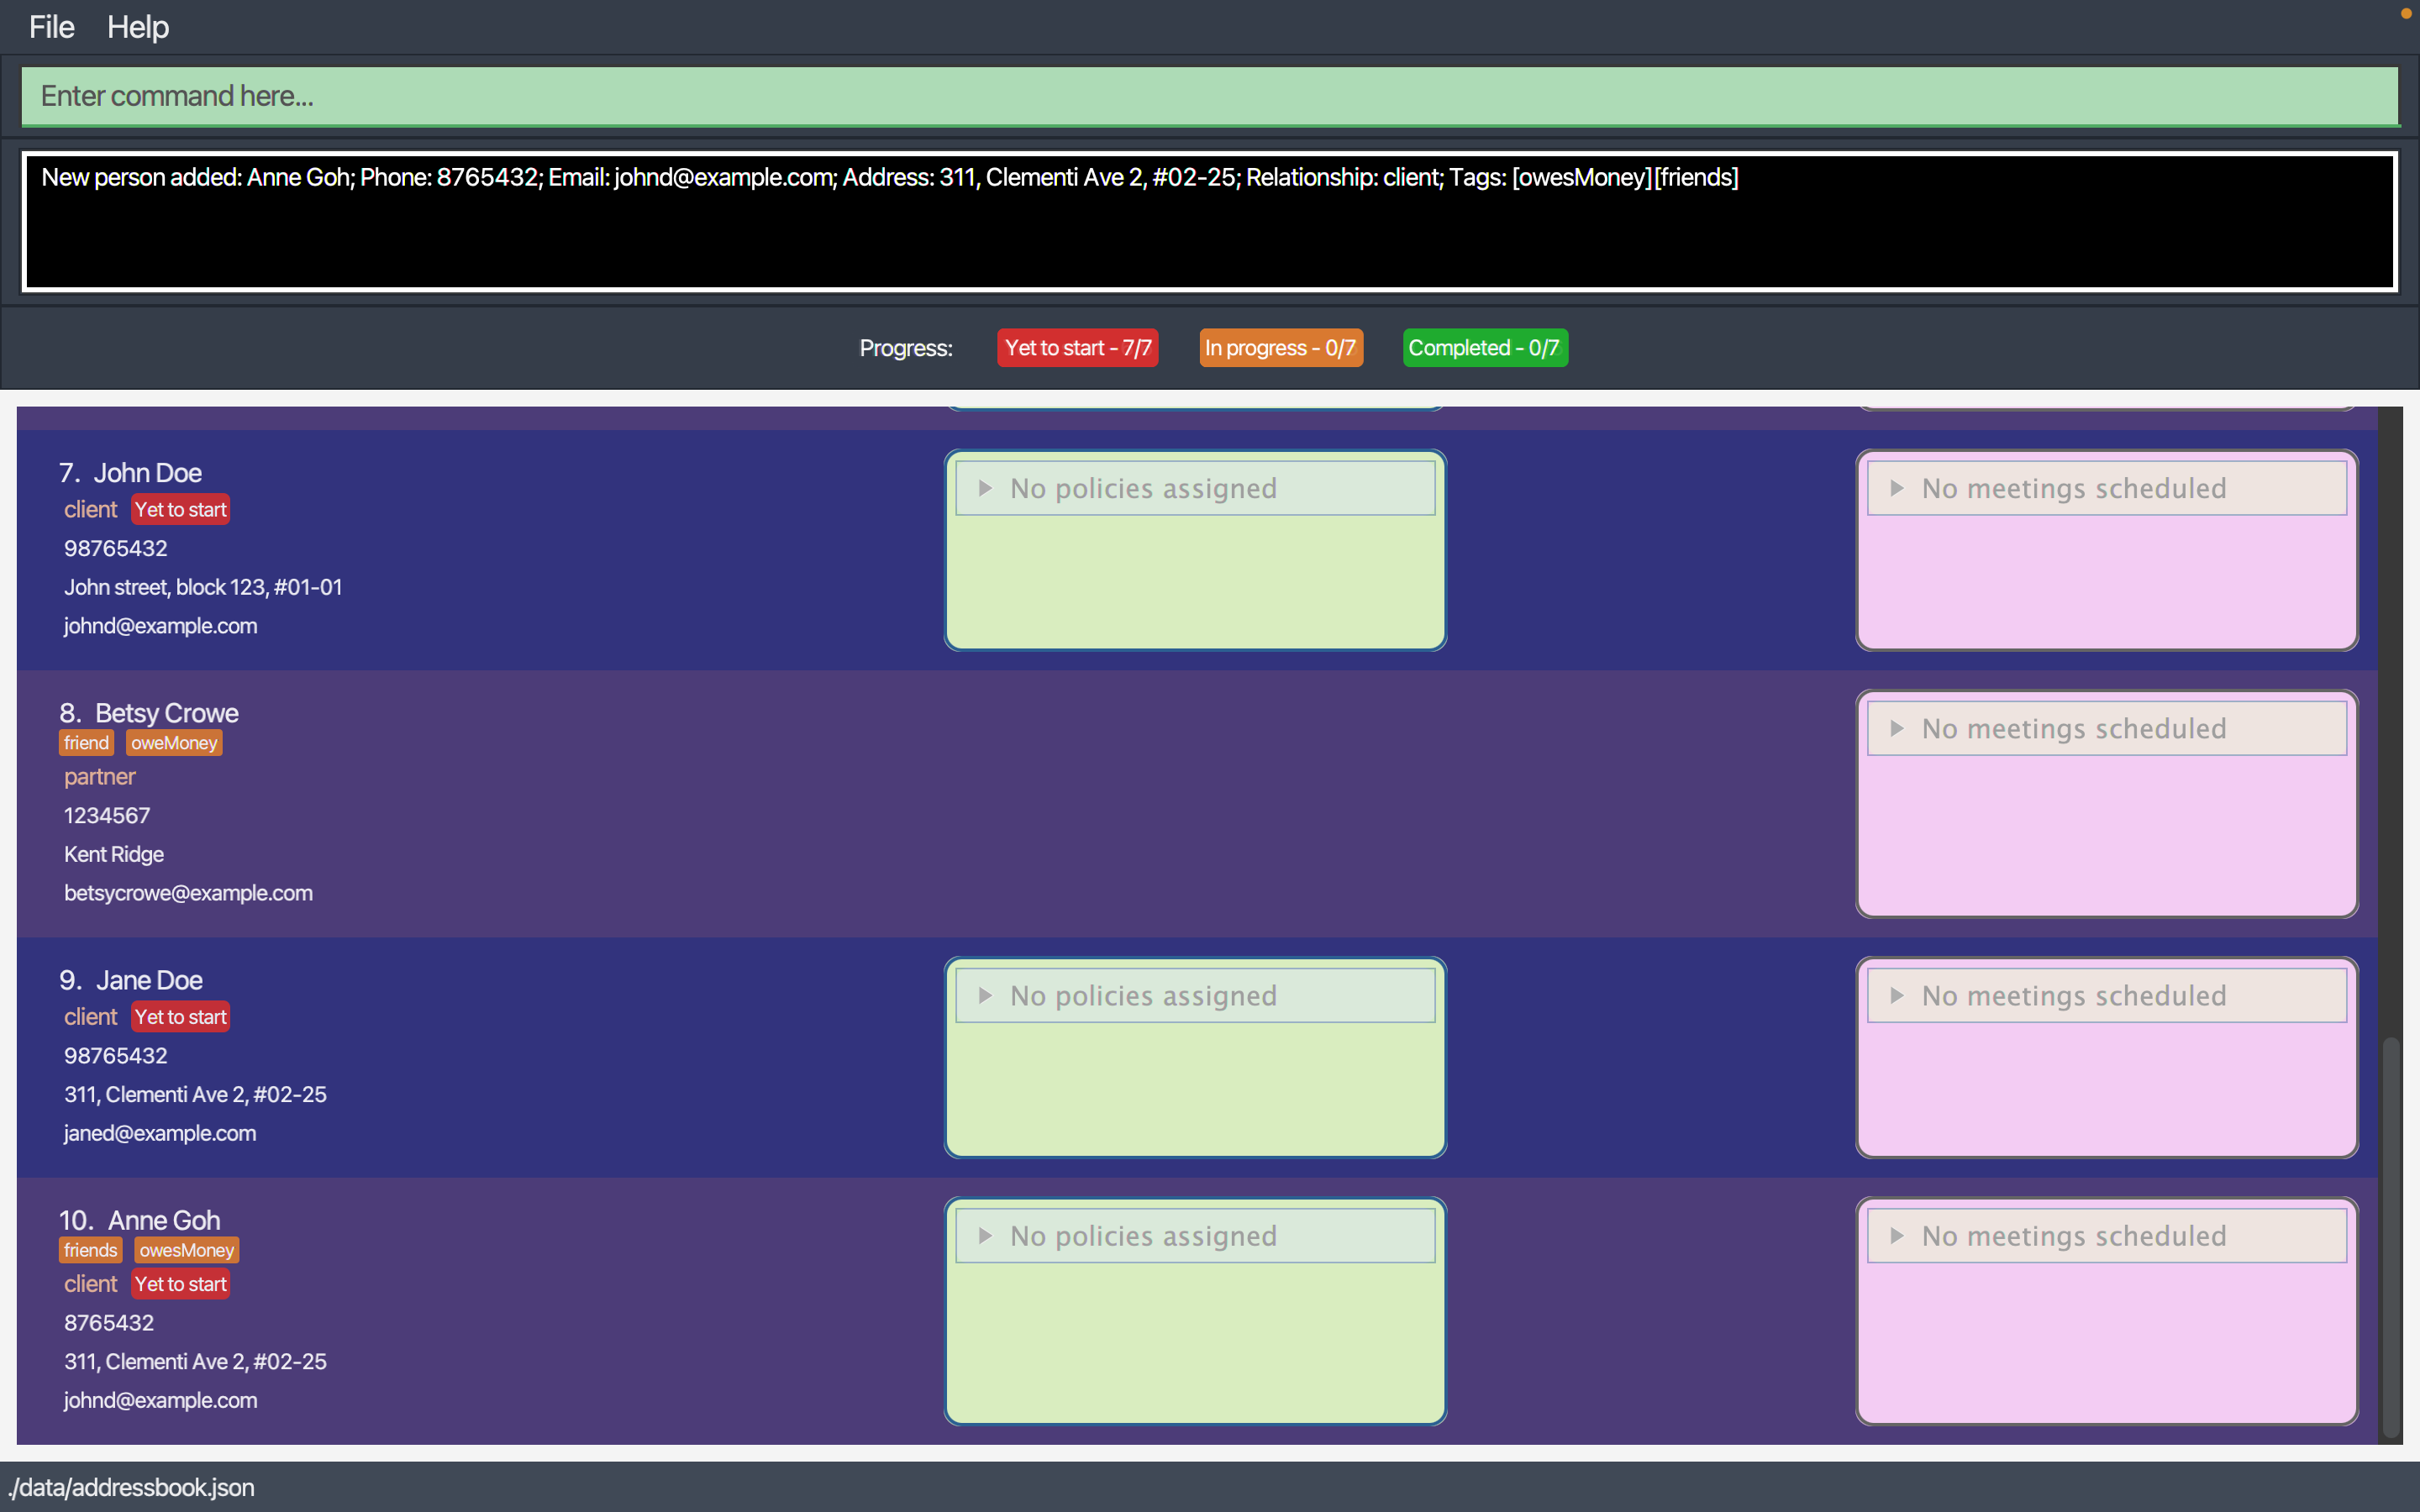 File Help
Enter command here...
New person added: Anne Goh; Phone: 8765432; Email: johnd@example.com; Address: 311, Clementi Ave 2, #02-25; Relationship: client; Tags: [owesMoney][friends]
Progress: Yet to start - 7/7 In progress - 0/7 Completed - 0/7
7. John Doe
client Yet to start
98765432
John street, block 123, #01-01
johnd@example.com
No policies assigned
No meetings scheduled
8. Betsy Crowe
friend oweMoney
partner
1234567
Kent Ridge
betsycrowe@example.com
No meetings scheduled
9. Jane Doe
client Yet to start
98765432
311, Clementi Ave 2, #02-25
janed@example.com
No policies assigned
No meetings scheduled
10. Anne Goh
friends owesMoney
client Yet to start
8765432
311, Clementi Ave 2, #02-25
johnd@example.com
No policies assigned
No meetings scheduled
./data/addressbook.json